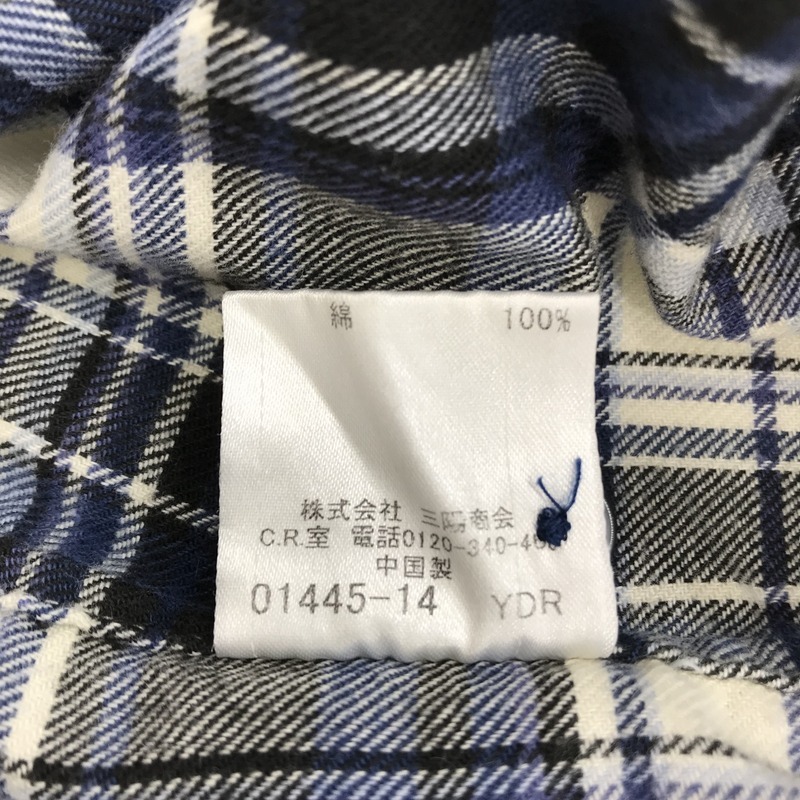 綿 100%
株式会社 三陽商会
C.R.室 電話0120-340-460
中国製
01445-14 YDR